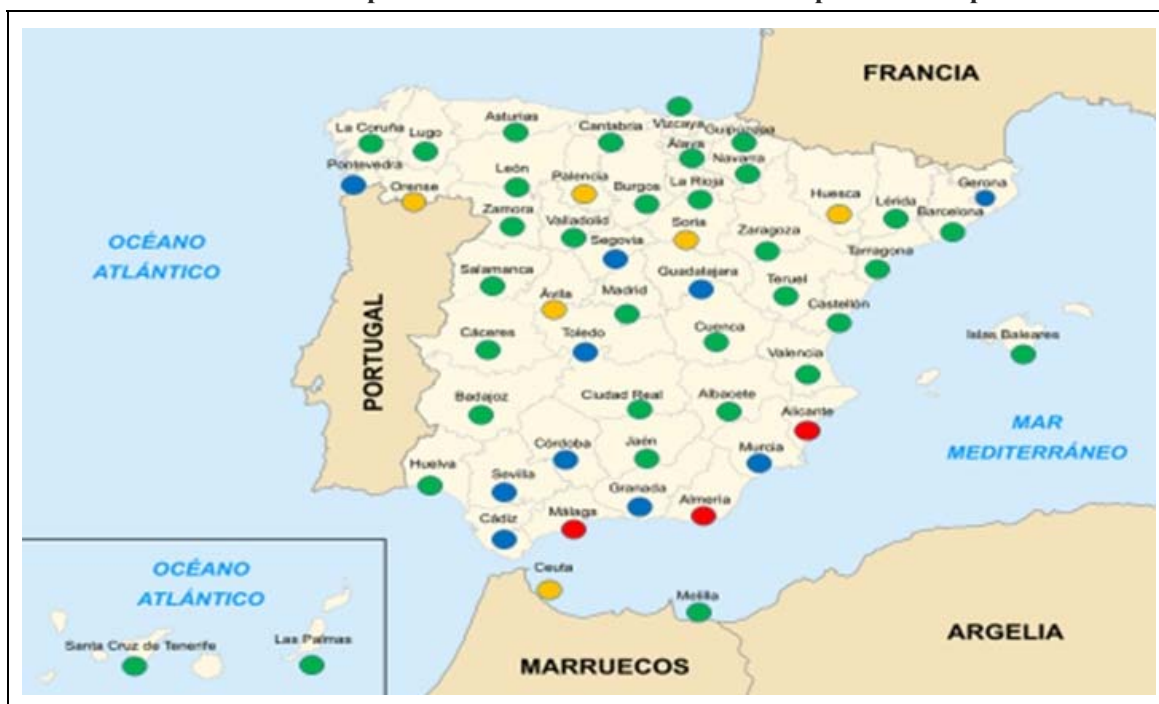 FRANCIA
Asturias
Cantabria
Vizcaya
Guipúzcoa
La Coruña
Lugo
Álava
Navarra
Pontevedra
Orense
León
Palencia
Burgos
La Rioja
Huesca
Lérida
Gerona
Barcelona
Zamora
Valladolid
Segovia
Soria
Zaragoza
Tarragona
OCÉANO
ATLÁNTICO
Salamanca
Ávila
Madrid
Guadalajara
Teruel
Castellón
PORTUGAL
Cáceres
Toledo
Cuenca
Valencia
Islas Baleares
Badajoz
Ciudad Real
Albacete
Alicante
MAR
MEDITERRÁNEO
Huelva
Córdoba
Jaén
Murcia
Sevilla
Granada
Almería
Cádiz
Málaga
Ceuta
Melilla
OCÉANO
ATLÁNTICO
Santa Cruz de Tenerife
Las Palmas
MARRUECOS
ARGELIA